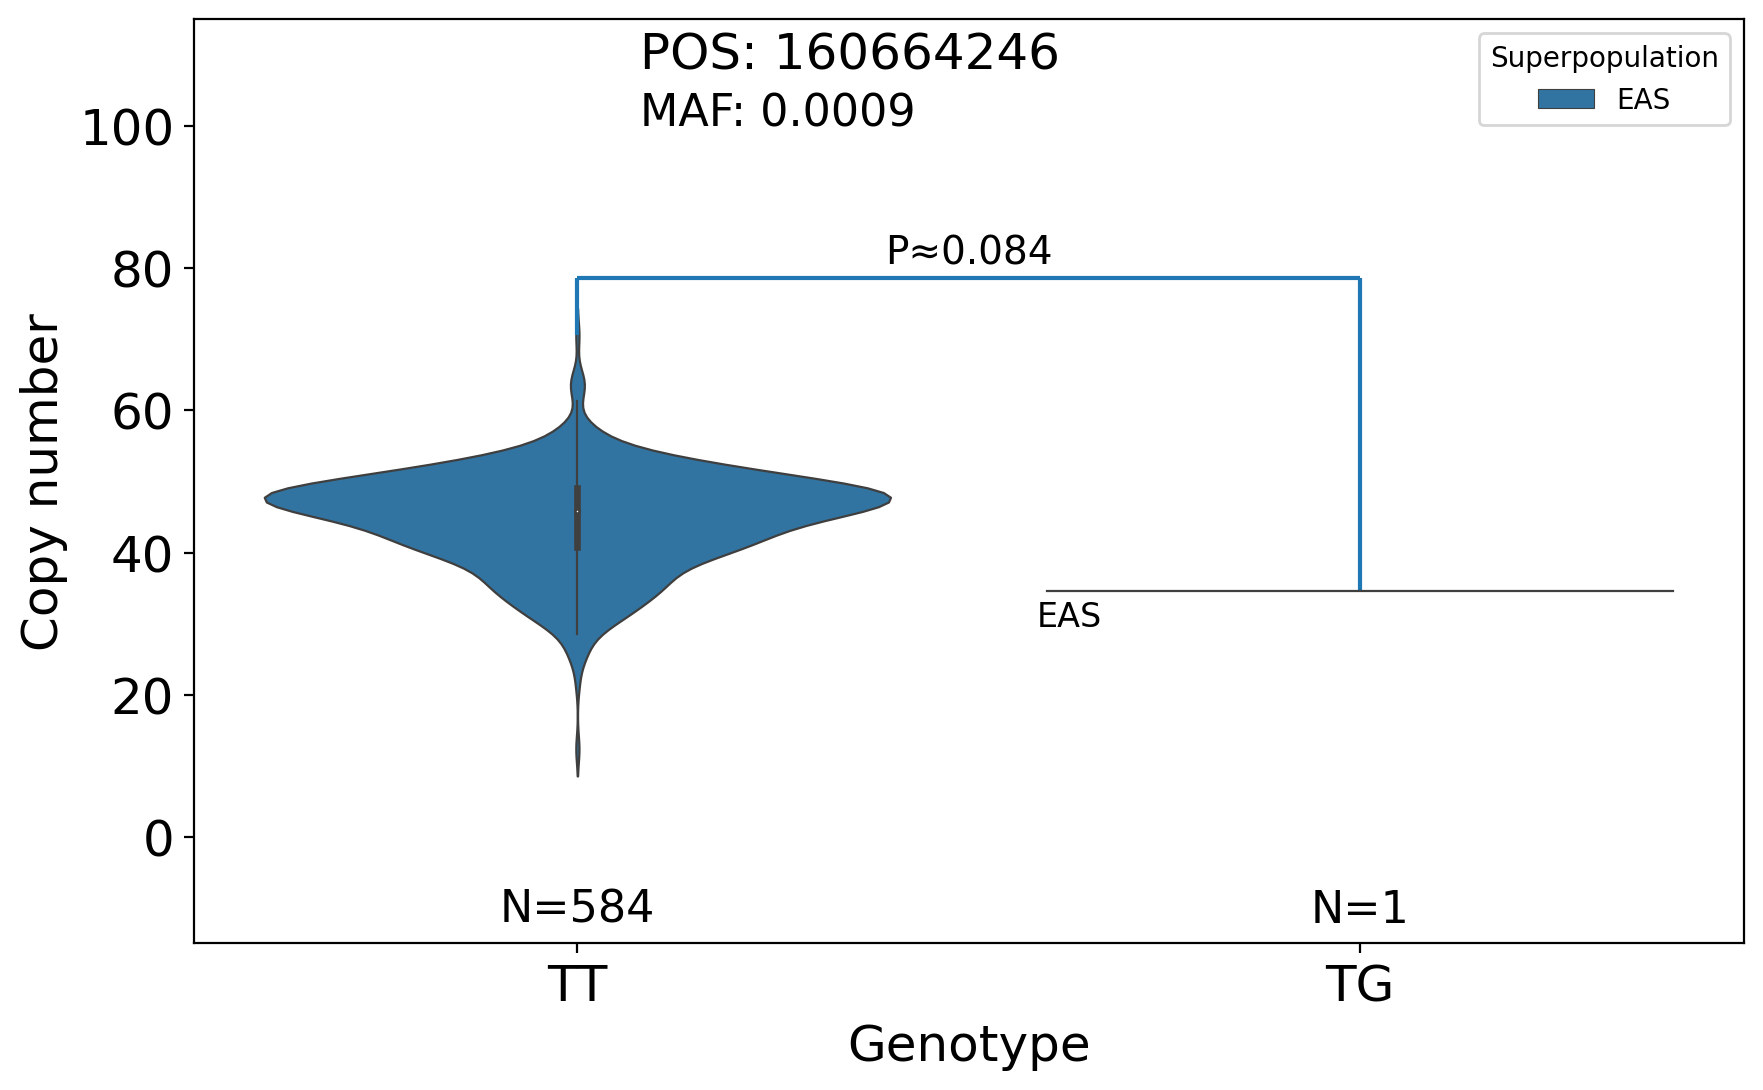 POS: 160664246
MAF: 0.0009
Superpopulation
EAS
P≈0.084
100
80
60
40
20
0
Copy number
EAS
N=584
N=1
TT
TG
Genotype